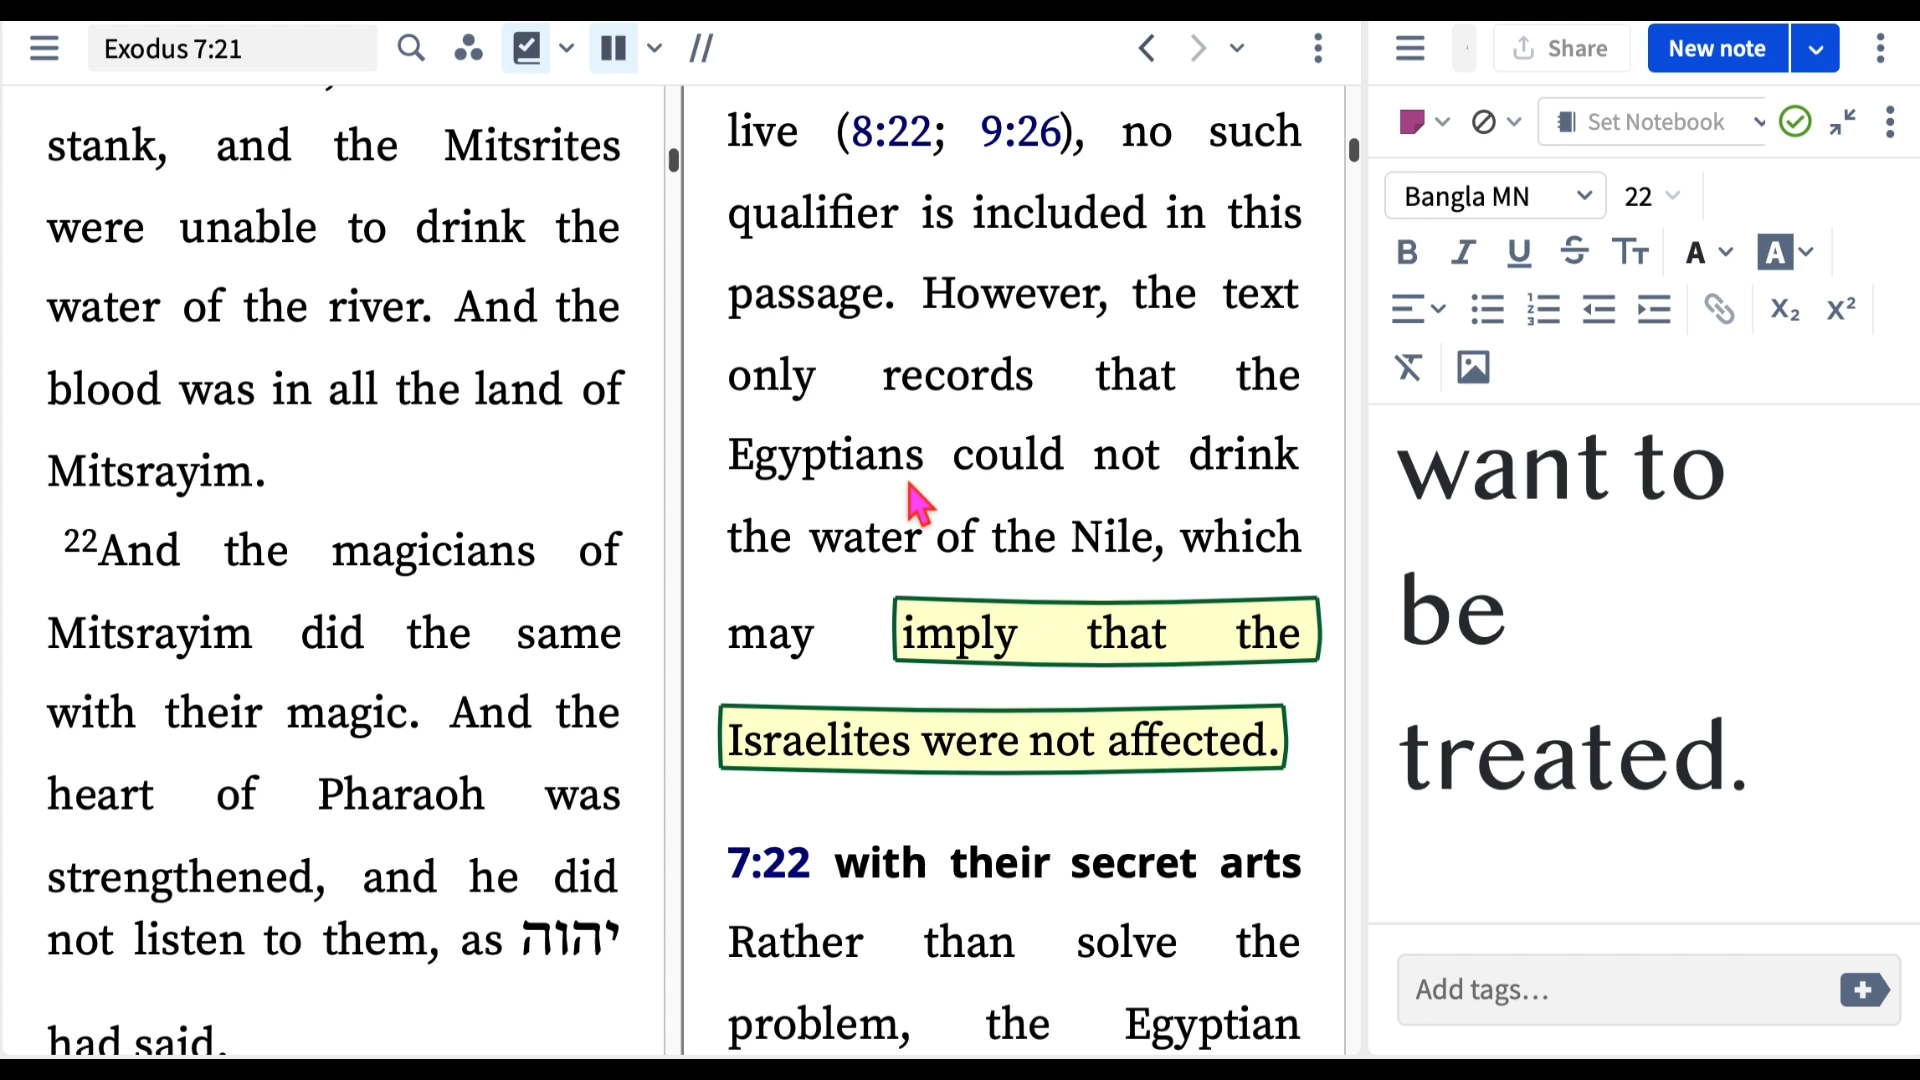 Exodus 7:21
stank, and the Mitsrites
were unable to drink the
water of the river. And the
blood was in all the land of
Mitsrayim.
22And the magicians of
Mitsrayim did the same
with their magic. And the
heart of Pharaoh was
strengthened, and he did
not listen to them, as יהוה
had said.
live (8:22; 9:26), no such
qualifier is included in this
passage. However, the text
only records that the
Egyptians could not drink
the water of the Nile, which
may imply that the
Israelites were not affected.
7:22 with their secret arts
Rather than solve the
problem, the Egyptian
Share
New note
Set Notebook
Bangla MN 22
B I U S TT A A
X₂ X²
want to
be
treated.
Add tags...